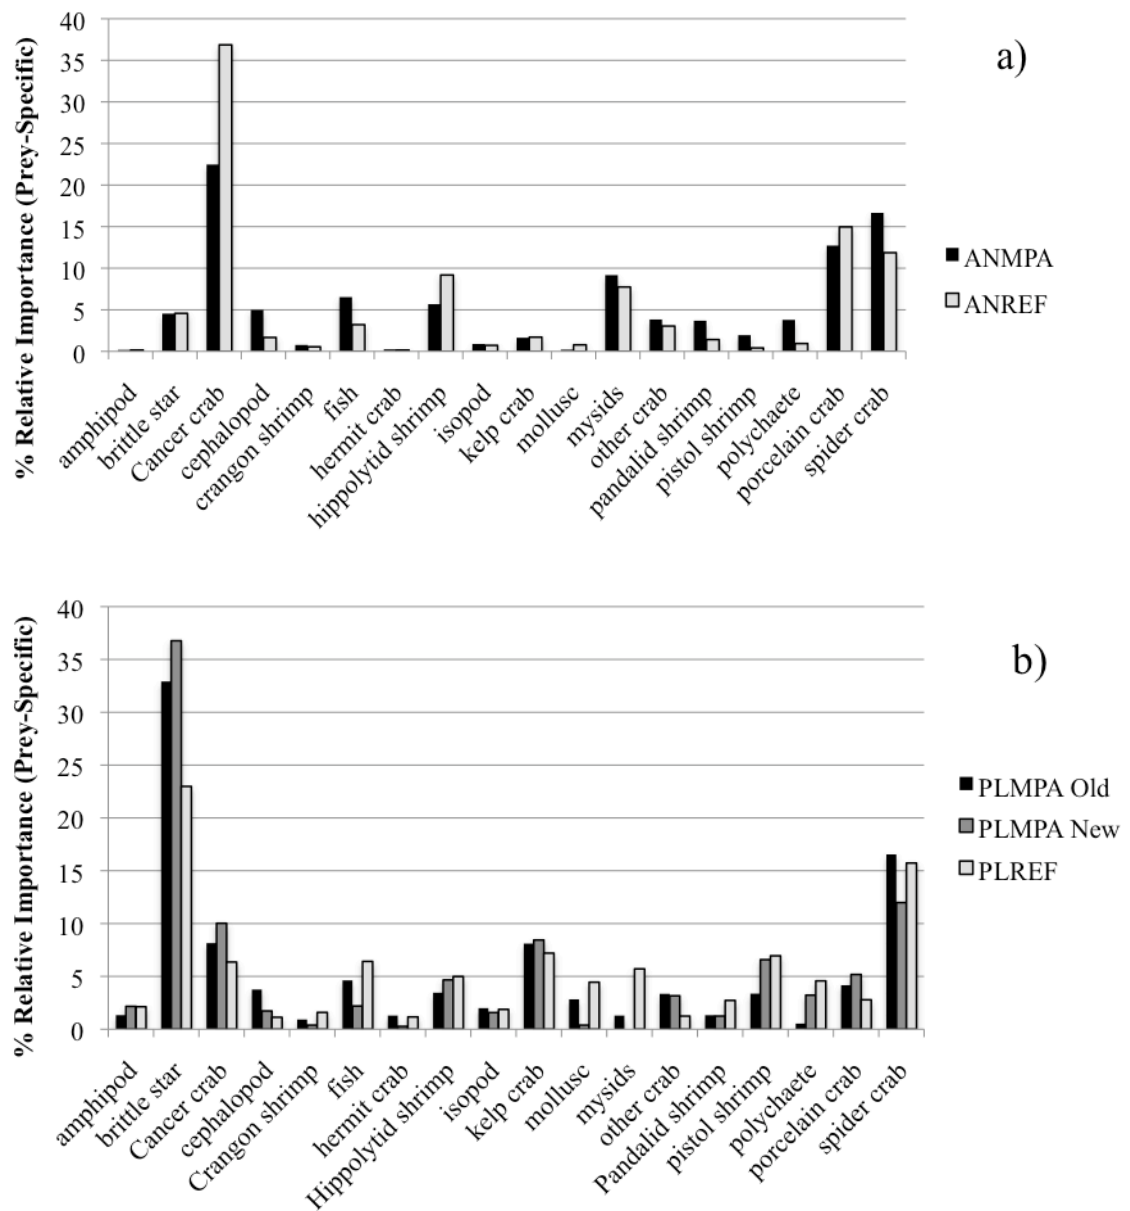 a)
% Relative Importance (Prey-Specific)
40
35
30
25
20
15
10
5
0
ANMPA
ANREF
amphipod
brittle star
Cancer crab
cephalopod
crangon shrimp
fish
hermit crab
hippolytid shrimp
isopod
kelp crab
mollusc
mysids
other crab
pandalid shrimp
pistol shrimp
polychaete
porcelain crab
spider crab
b)
% Relative Importance (Prey-Specific)
40
35
30
25
20
15
10
5
0
PLMPA Old
PLMPA New
PLREF
amphipod
brittle star
Cancer crab
cephalopod
Crangon shrimp
fish
hermit crab
Hippolytid shrimp
isopod
kelp crab
mollusc
mysids
other crab
Pandalid shrimp
pistol shrimp
polychaete
porcelain crab
spider crab